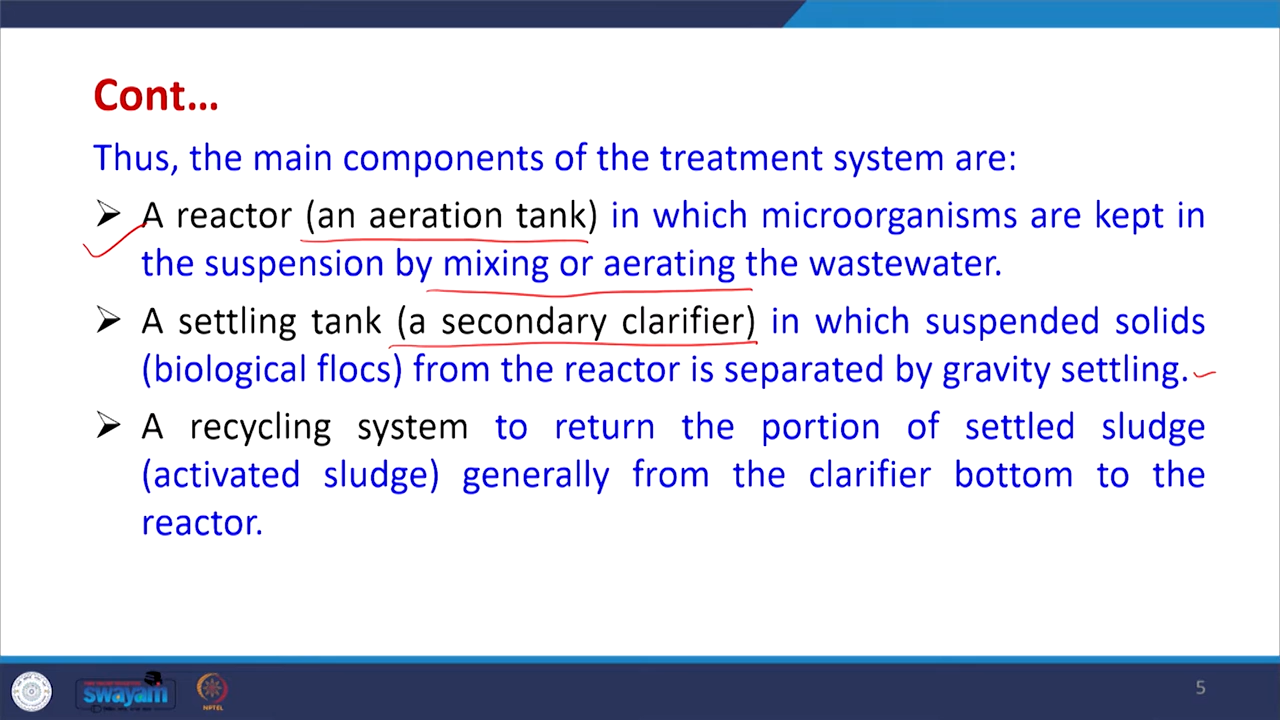 Cont...
Thus, the main components of the treatment system are:
➢ A reactor (an aeration tank) in which microorganisms are kept in
the suspension by mixing or aerating the wastewater.
➢ A settling tank (a secondary clarifier) in which suspended solids
(biological flocs) from the reactor is separated by gravity settling.
➢ A recycling system to return the portion of settled sludge
(activated sludge) generally from the clarifier bottom to the
reactor.
swayam
NPTEL
5